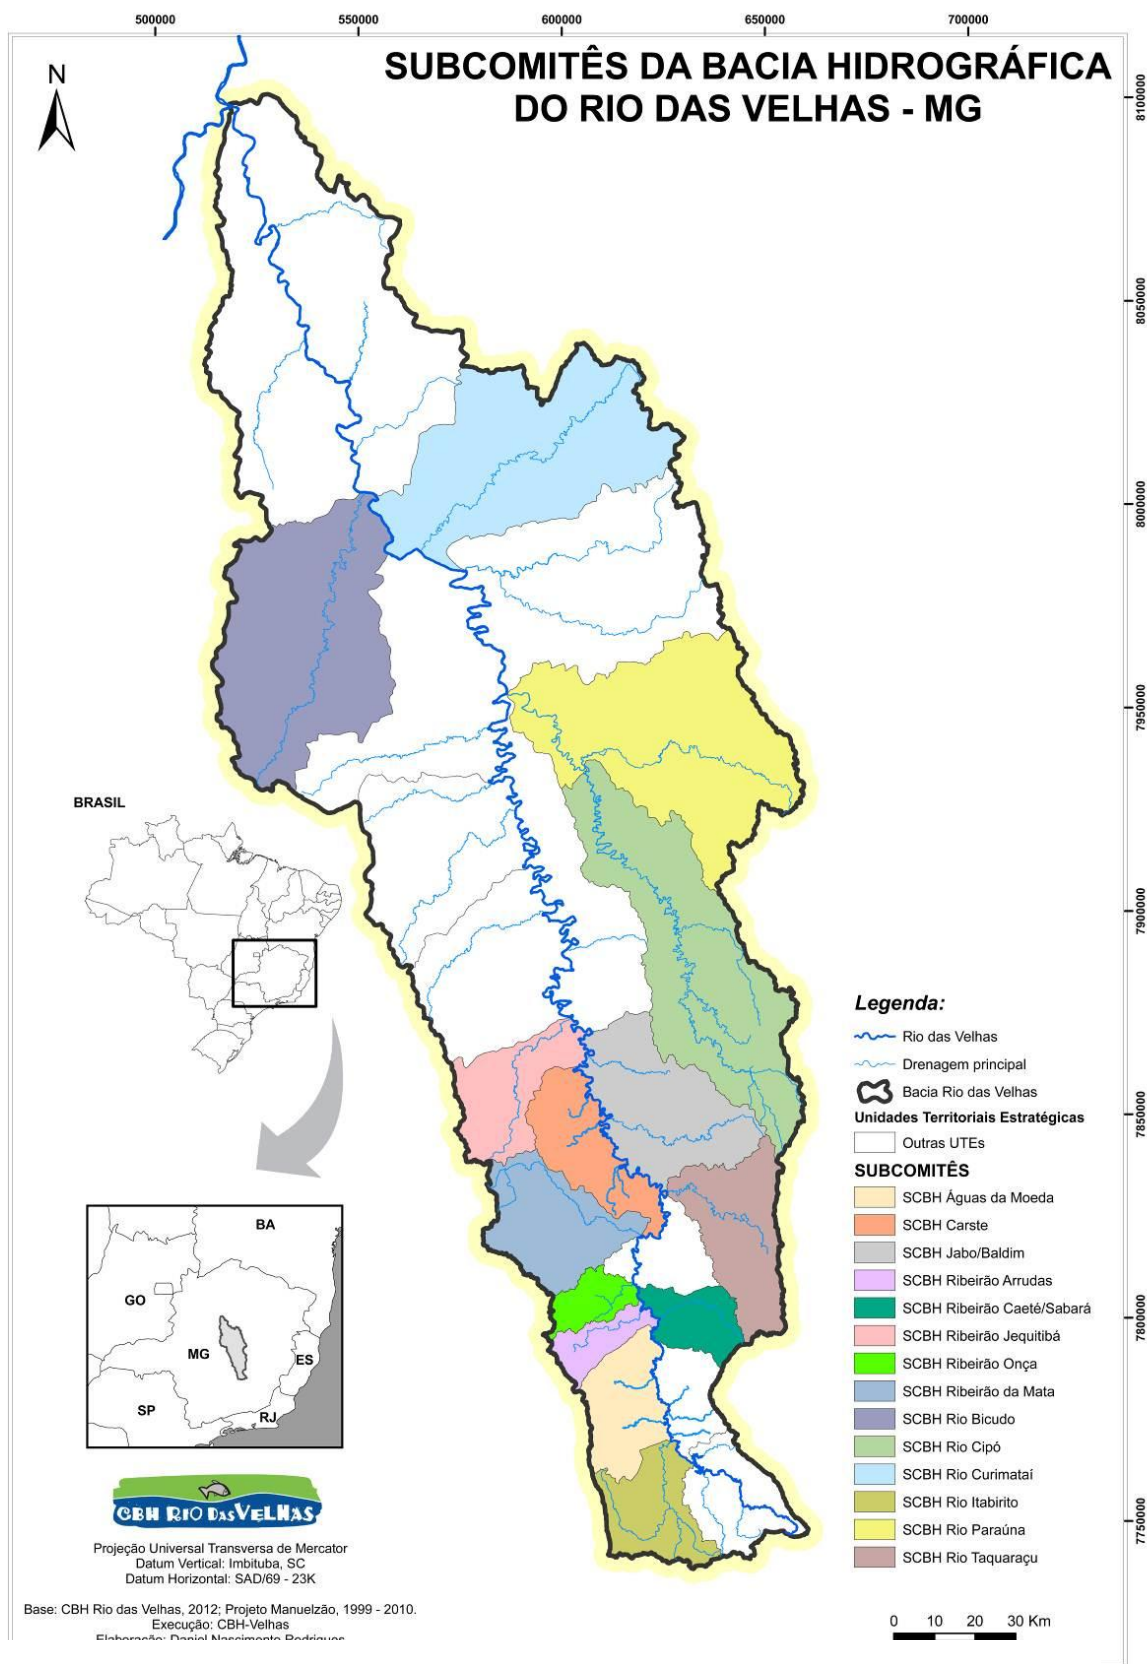 500000 550000 600000 650000 700000
SUBCOMITÊS DA BACIA HIDROGRÁFICA
DO RIO DAS VELHAS - MG
N
8100000
8050000
8000000
7950000
7900000
7850000
7800000
7750000
BRASIL
BA
GO
MG
ES
SP
RJ
CBH RIO DAS VELHAS
Projeção Universal Transversa de Mercator
Datum Vertical: Imbituba, SC
Datum Horizontal: SAD/69 - 23K
Base: CBH Rio das Velhas, 2012; Projeto Manuelzão, 1999 - 2010.
Execução: CBH-Velhas
Elaboração: Daniel Nascimento Rodrigues
Legenda:
Rio das Velhas
Drenagem principal
Bacia Rio das Velhas
Unidades Territoriais Estratégicas
Outras UTEs
SUBCOMITÊS
SCBH Águas da Moeda
SCBH Carste
SCBH Jabo/Baldim
SCBH Ribeirão Arrudas
SCBH Ribeirão Caeté/Sabará
SCBH Ribeirão Jequitibá
SCBH Ribeirão Onça
SCBH Ribeirão da Mata
SCBH Rio Bicudo
SCBH Rio Cipó
SCBH Rio Curimataí
SCBH Rio Itabirito
SCBH Rio Paraúna
SCBH Rio Taquaraçu
0 10 20 30 Km